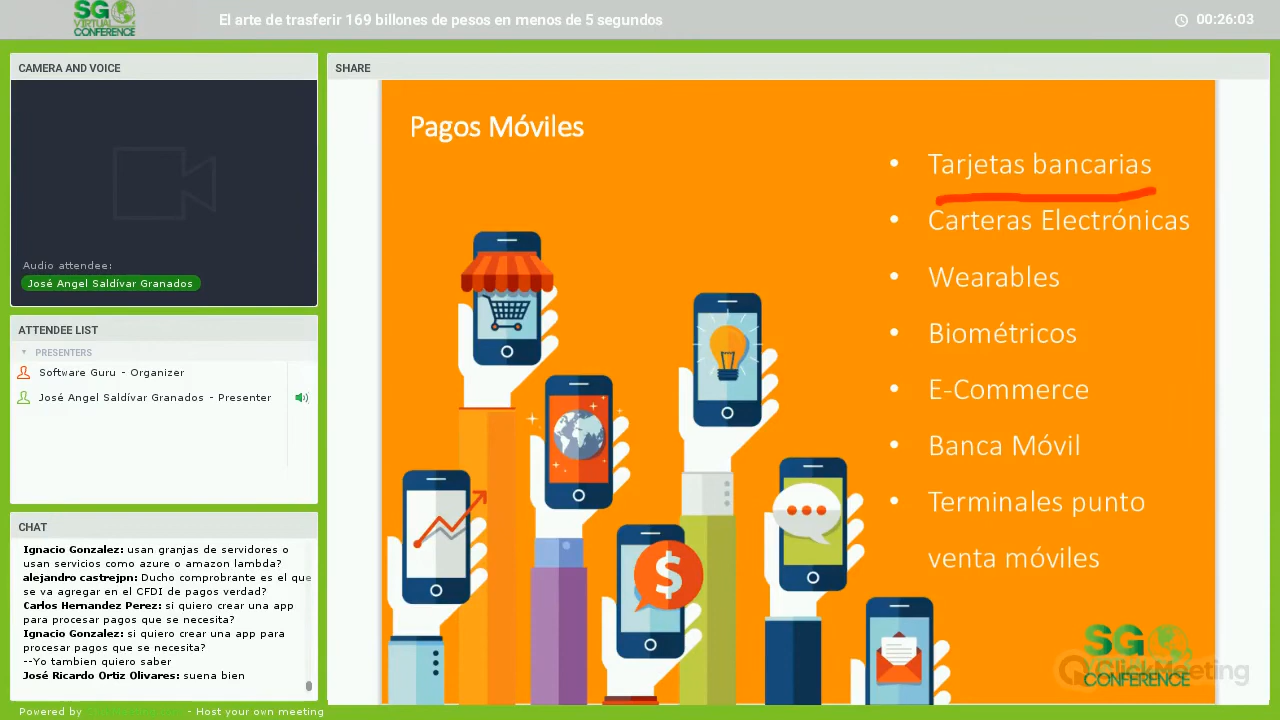 SG
VIRTUAL
CONFERENCE
El arte de trasferir 169 billones de pesos en menos de 5 segundos
00:26:03
CAMERA AND VOICE
Audio attendee:
José Angel Saldívar Granados
ATTENDEE LIST
PRESENTERS
Software Guru - Organizer
José Angel Saldívar Granados - Presenter
CHAT
Ignacio Gonzalez: usan granjas de servidores o
usan servicios como azure o amazon lambda?
alejandro castrejpn: Ducho comprobante es el que
se va agregar en el CFDI de pagos verdad?
Carlos Hernandez Perez: si quiero crear una app
para procesar pagos que se necesita?
Ignacio Gonzalez: si quiero crear una app para
procesar pagos que se necesita?
--Yo tambien quiero saber
José Ricardo Ortiz Olivares: suena bien
Powered by
- Host your own meeting
SHARE
Pagos Móviles
• Tarjetas bancarias
• Carteras Electrónicas
• Wearables
• Biométricos
• E-Commerce
• Banca Móvil
• Terminales punto
venta móviles
$
SG
CONFERENCE
ClickMeeting